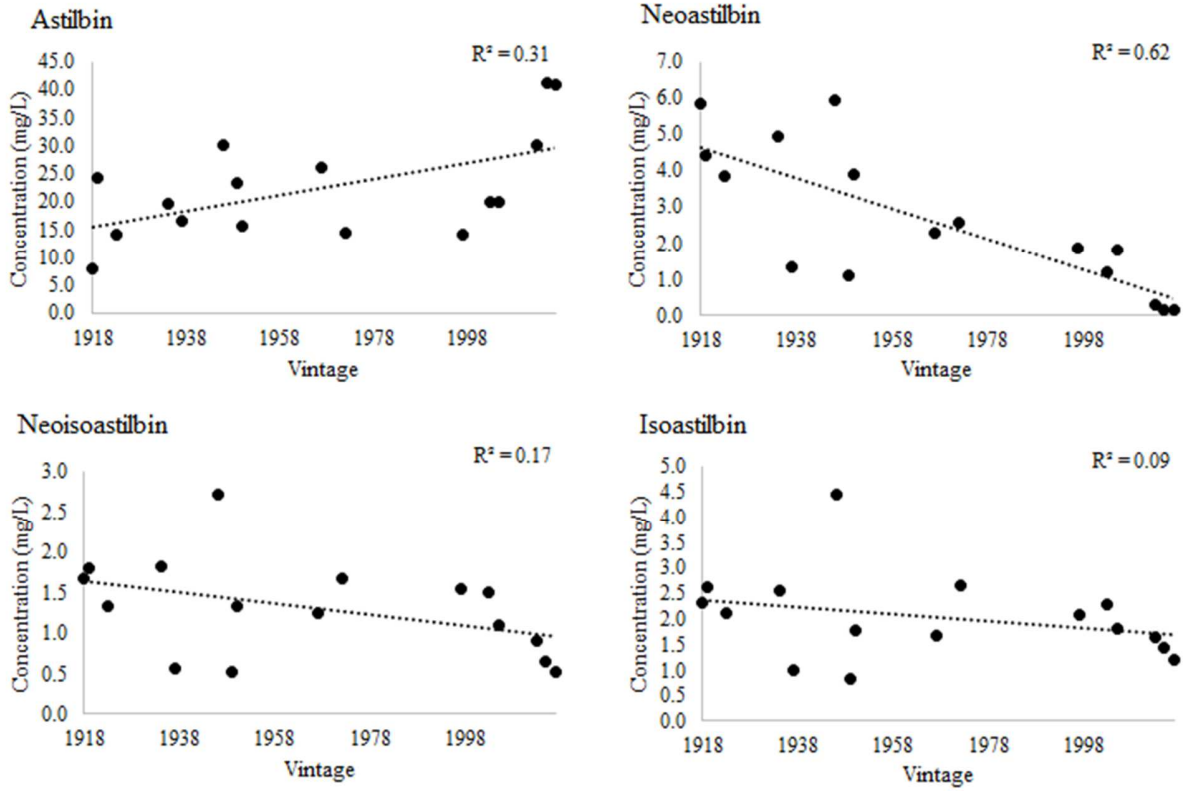 Astilbin
R² = 0.31
Concentration (mg/L)
45.0
40.0
35.0
30.0
25.0
20.0
15.0
10.0
5.0
0.0
1918 1938 1958 1978 1998
Vintage
Neoastilbin
R² = 0.62
Concentration (mg/L)
7.0
6.0
5.0
4.0
3.0
2.0
1.0
0.0
1918 1938 1958 1978 1998
Vintage
Neoisoastilbin
R² = 0.17
Concentration (mg/L)
3.0
2.5
2.0
1.5
1.0
0.5
0.0
1918 1938 1958 1978 1998
Vintage
Isoastilbin
R² = 0.09
Concentration (mg/L)
5.0
4.5
4.0
3.5
3.0
2.5
2.0
1.5
1.0
0.5
0.0
1918 1938 1958 1978 1998
Vintage